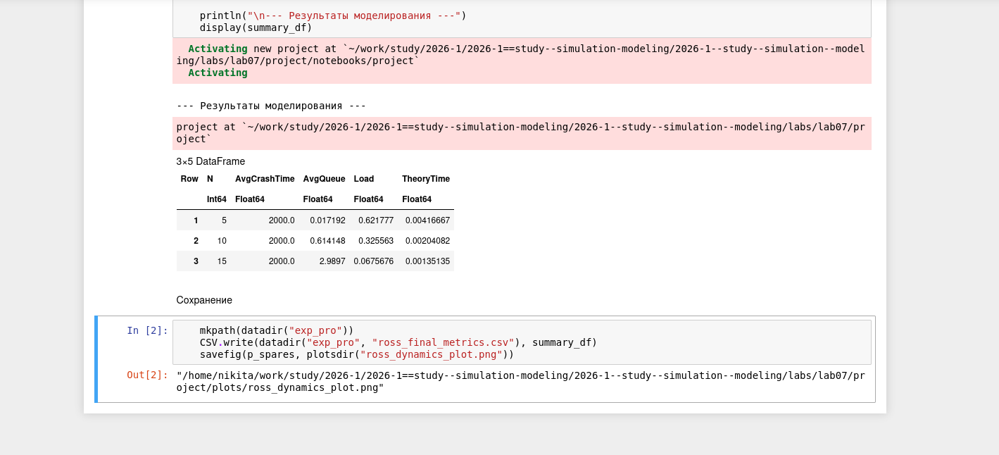 println("\n--- Результаты моделирования ---")
display(summary_df)
Activating new project at `~/work/study/2026-1/2026-1==study--simulation-modeling/2026-1--study--simulation--model
ing/labs/lab07/project/notebooks/project`
Activating
--- Результаты моделирования ---
project at `~/work/study/2026-1/2026-1==study--simulation-modeling/2026-1--study--simulation--modeling/labs/lab07/pr
oject`
3×5 DataFrame
Row N AvgCrashTime AvgQueue Load TheoryTime
Int64 Float64 Float64 Float64 Float64
1 5 2000.0 0.017192 0.621777 0.00416667
2 10 2000.0 0.614148 0.325563 0.00204082
3 15 2000.0 2.9897 0.0675676 0.00135135
Сохранение
In [2]: mkpath(datadir("exp_pro"))
CSV.write(datadir("exp_pro", "ross_final_metrics.csv"), summary_df)
savefig(p_spares, plotsdir("ross_dynamics_plot.png"))
Out[2]: "/home/nikita/work/study/2026-1/2026-1==study--simulation-modeling/2026-1--study--simulation--modeling/labs/lab07/pr
oject/plots/ross_dynamics_plot.png"